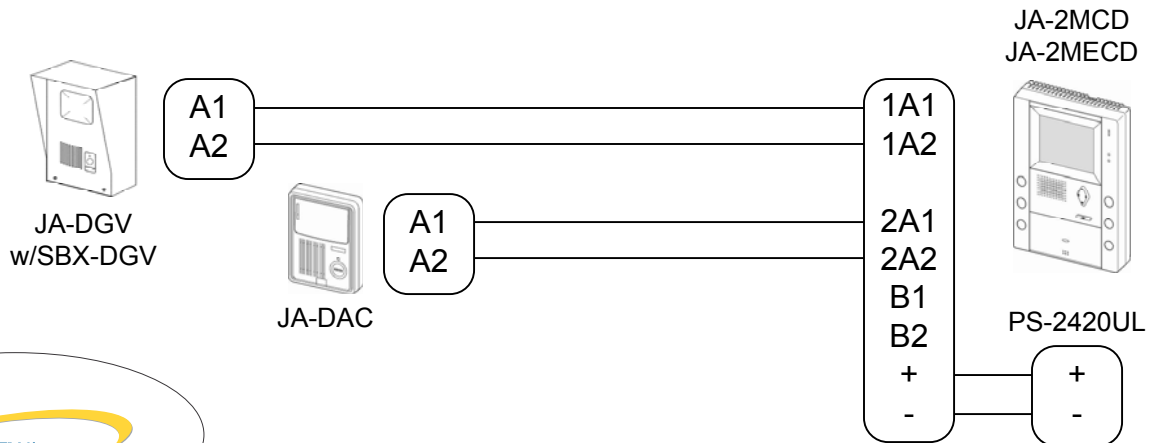 JA-2MCD
JA-2MECD
A1
A2
1A1
1A2
JA-DGV
w/SBX-DGV
A1
A2
2A1
2A2
B1
B2
+
-
JA-DAC
PS-2420UL
+
-